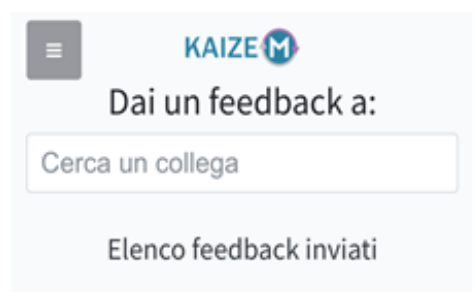 KAIZEM
Dai un feedback a:
Cerca un collega
Elenco feedback inviati